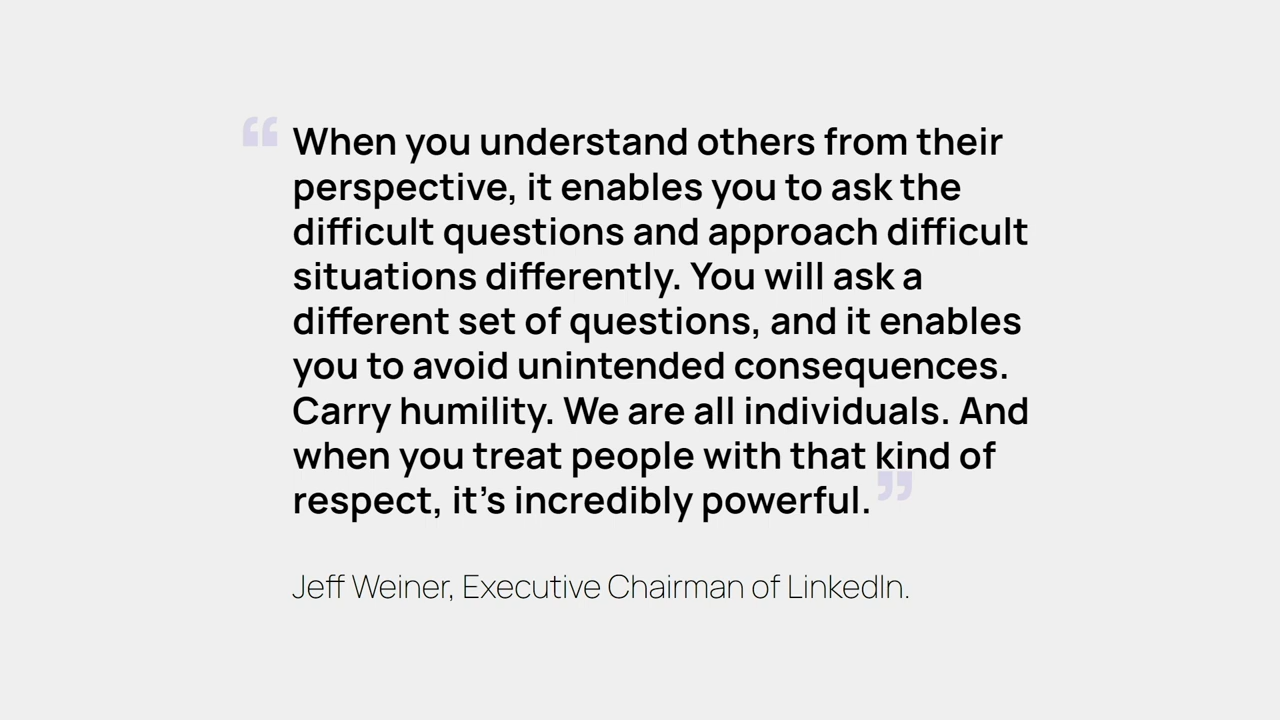 “When you understand others from their
perspective, it enables you to ask the
difficult questions and approach difficult
situations differently. You will ask a
different set of questions, and it enables
you to avoid unintended consequences.
Carry humility. We are all individuals. And
when you treat people with that kind of
respect, it’s incredibly powerful.”
Jeff Weiner, Executive Chairman of LinkedIn.